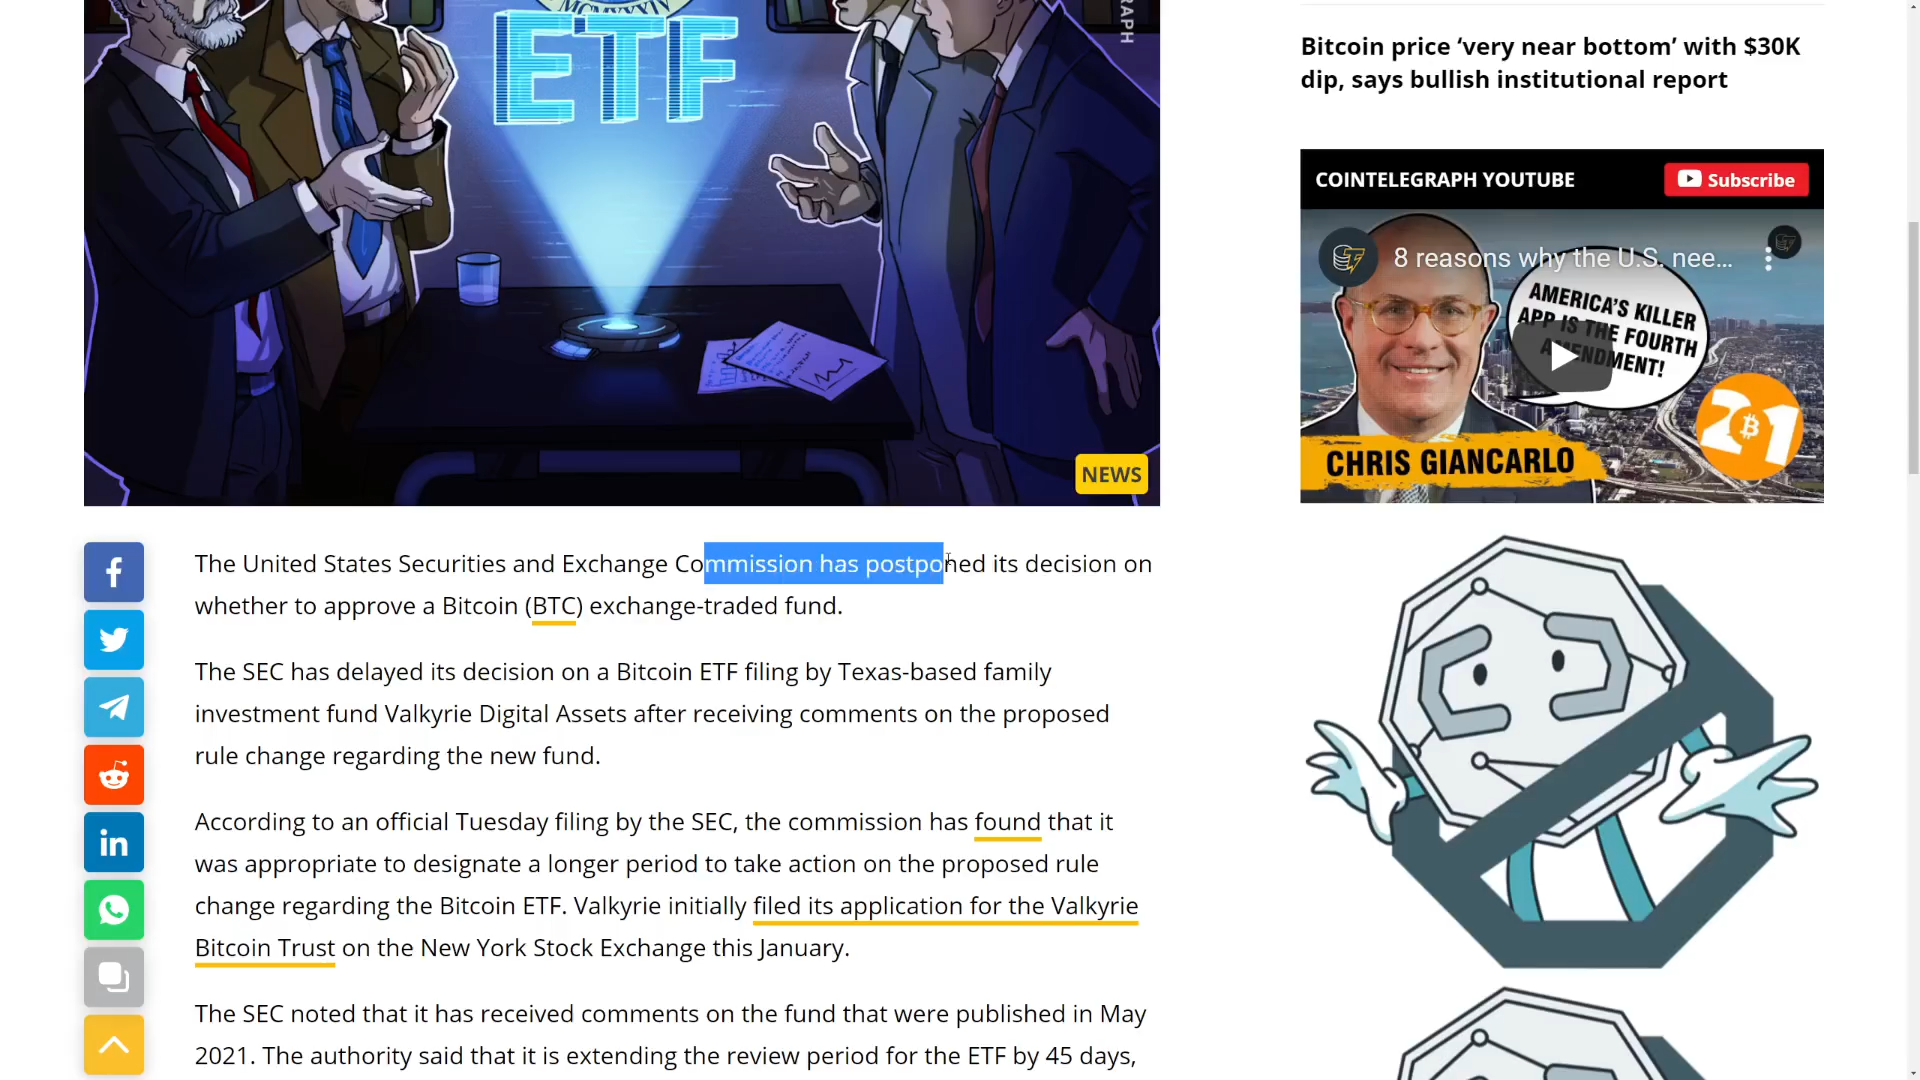 MCMXXXIV
ETF
RAPH
NEWS
The United States Securities and Exchange Commission has postponed its decision on
whether to approve a Bitcoin (BTC) exchange-traded fund.
The SEC has delayed its decision on a Bitcoin ETF filing by Texas-based family
investment fund Valkyrie Digital Assets after receiving comments on the proposed
rule change regarding the new fund.
According to an official Tuesday filing by the SEC, the commission has found that it
was appropriate to designate a longer period to take action on the proposed rule
change regarding the Bitcoin ETF. Valkyrie initially filed its application for the Valkyrie
Bitcoin Trust on the New York Stock Exchange this January.
The SEC noted that it has received comments on the fund that were published in May
2021. The authority said that it is extending the review period for the ETF by 45 days,
Bitcoin price ‘very near bottom’ with $30K
dip, says bullish institutional report
COINTELEGRAPH YOUTUBE
Subscribe
8 reasons why the U.S. nee...
AMERICA'S KILLER
APP IS THE FOURTH
AMENDMENT!
21
CHRIS GIANCARLO